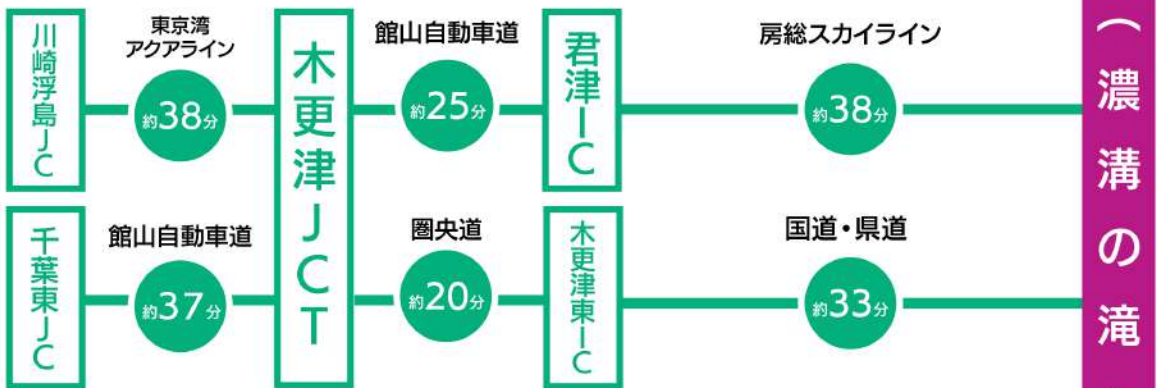 川崎浮島JC
東京湾
アクアライン
約38分
木更津JCT
館山自動車道
約25分
君津IC
房総スカイライン
約38分
千葉東JC
館山自動車道
約37分
圏央道
約20分
木更津東IC
国道・県道
約33分
（濃溝の滝